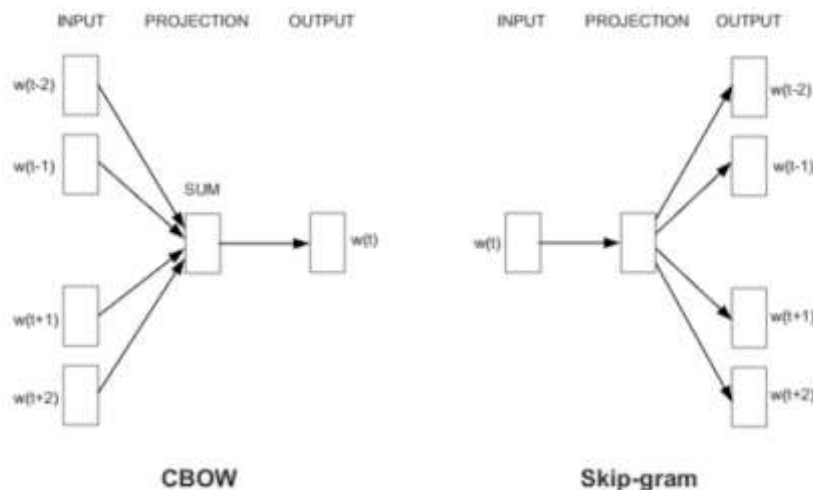 INPUT PROJECTION OUTPUT
w(t-2)
w(t-1)
SUM
w(t)
w(t+1)
w(t+2)
CBOW
INPUT PROJECTION OUTPUT
w(t-2)
w(t-1)
w(t)
w(t+1)
w(t+2)
Skip-gram